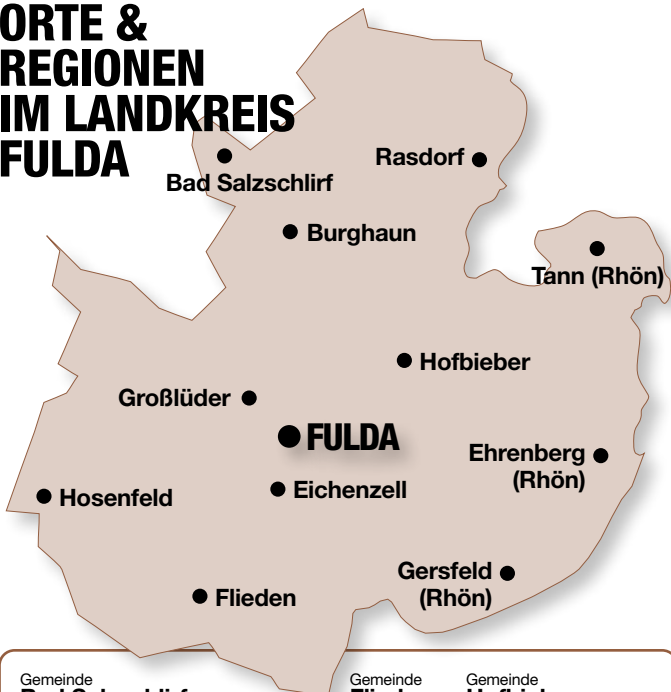 ORTE &
REGIONEN
IM LANDKREIS
FULDA
Rasdorf
Bad Salzschlirf
Burghaun
Tann (Rhön)
Hofbieber
Großlüder
FULDA
Ehrenberg
(Rhön)
Hosenfeld
Eichenzell
Gersfeld
(Rhön)
Flieden
Gemeinde
Gemeinde
Gemeinde